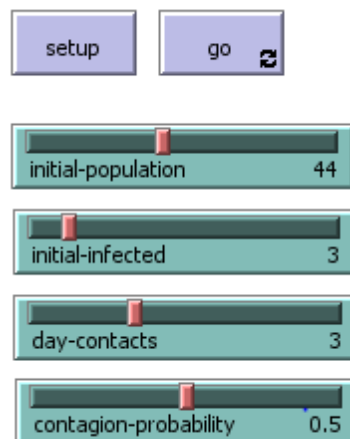 setup
go
initial-population 44
initial-infected 3
day-contacts 3
contagion-probability 0.5